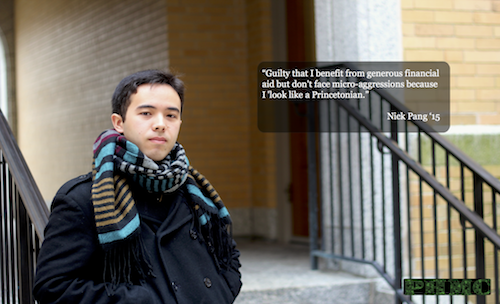 “Guilty that I benefit from generous financial
aid but don’t face micro-aggressions because
I ‘look like a Princetonian.”
Nick Pang ’15